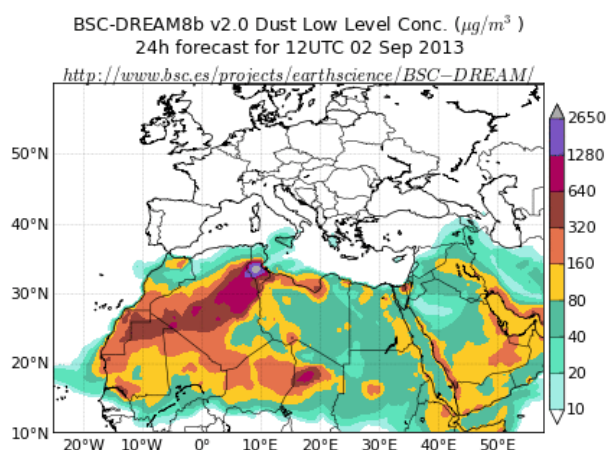 BSC-DREAM8b v2.0 Dust Low Level Conc. (μg/m³ )
24h forecast for 12UTC 02 Sep 2013
http://www.bsc.es/projects/earthscience/BSC−DREAM/
2650
1280
640
320
160
80
40
20
10
50°N
40°N
30°N
20°N
10°N
20°W 10°W 0° 10°E 20°E 30°E 40°E 50°E